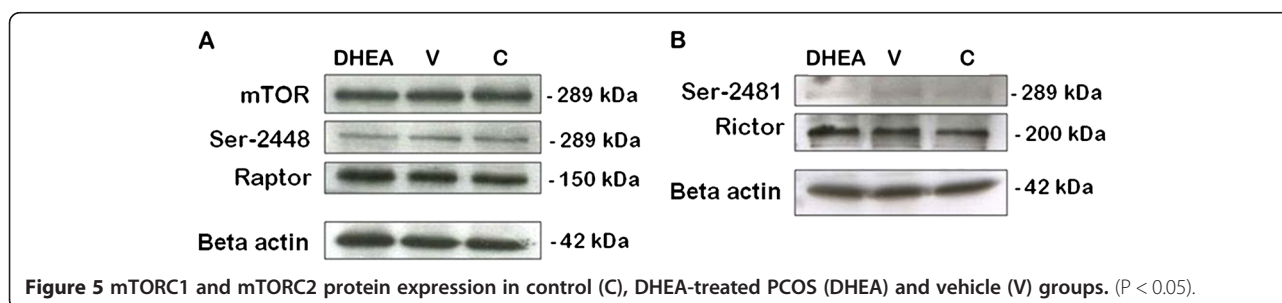 A
DHEA V C
mTOR - 289 kDa
Ser-2448 - 289 kDa
Raptor - 150 kDa
Beta actin - 42 kDa
B
DHEA V C
Ser-2481 - 289 kDa
Rictor - 200 kDa
Beta actin - 42 kDa
Figure 5 mTORC1 and mTORC2 protein expression in control (C), DHEA-treated PCOS (DHEA) and vehicle (V) groups. (P < 0.05).